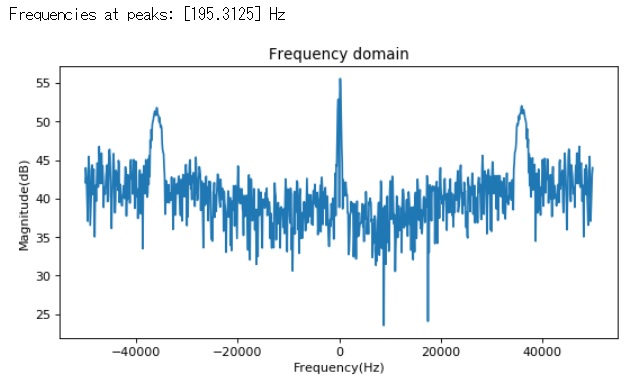 Frequencies at peaks: [195.3125] Hz
Frequency domain
Magnitude(dB)
55
50
45
40
35
30
25
−40000 −20000 0 20000 40000
Frequency(Hz)